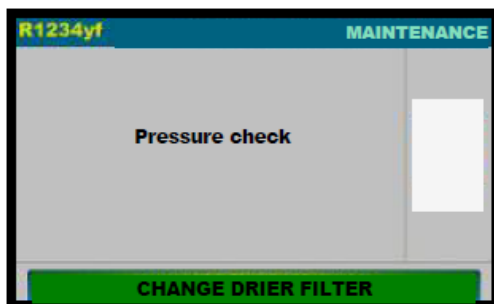 R1234yf
MAINTENANCE
Pressure check
CHANGE DRIER FILTER